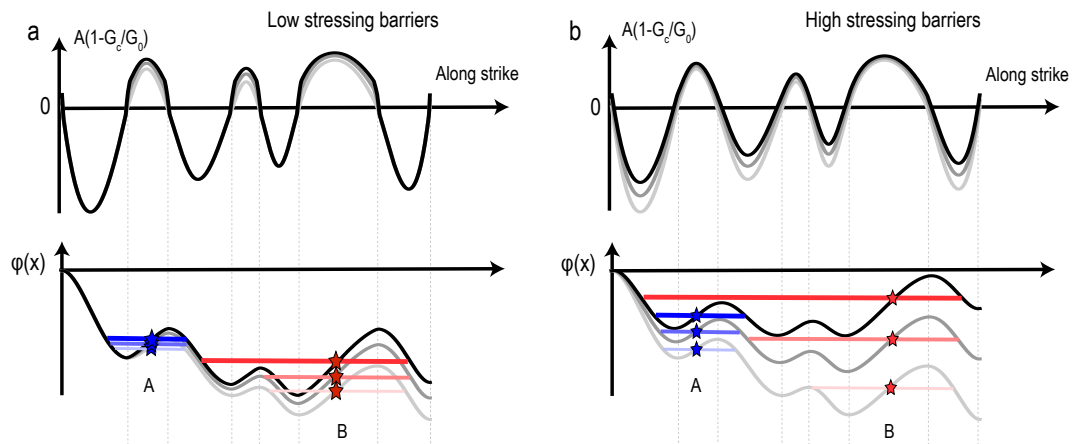 a
Low stressing barriers
A(1-Gc/G0)
0
Along strike
φ(x)
A
B
b
High stressing barriers
A(1-Gc/G0)
0
Along strike
φ(x)
A
B